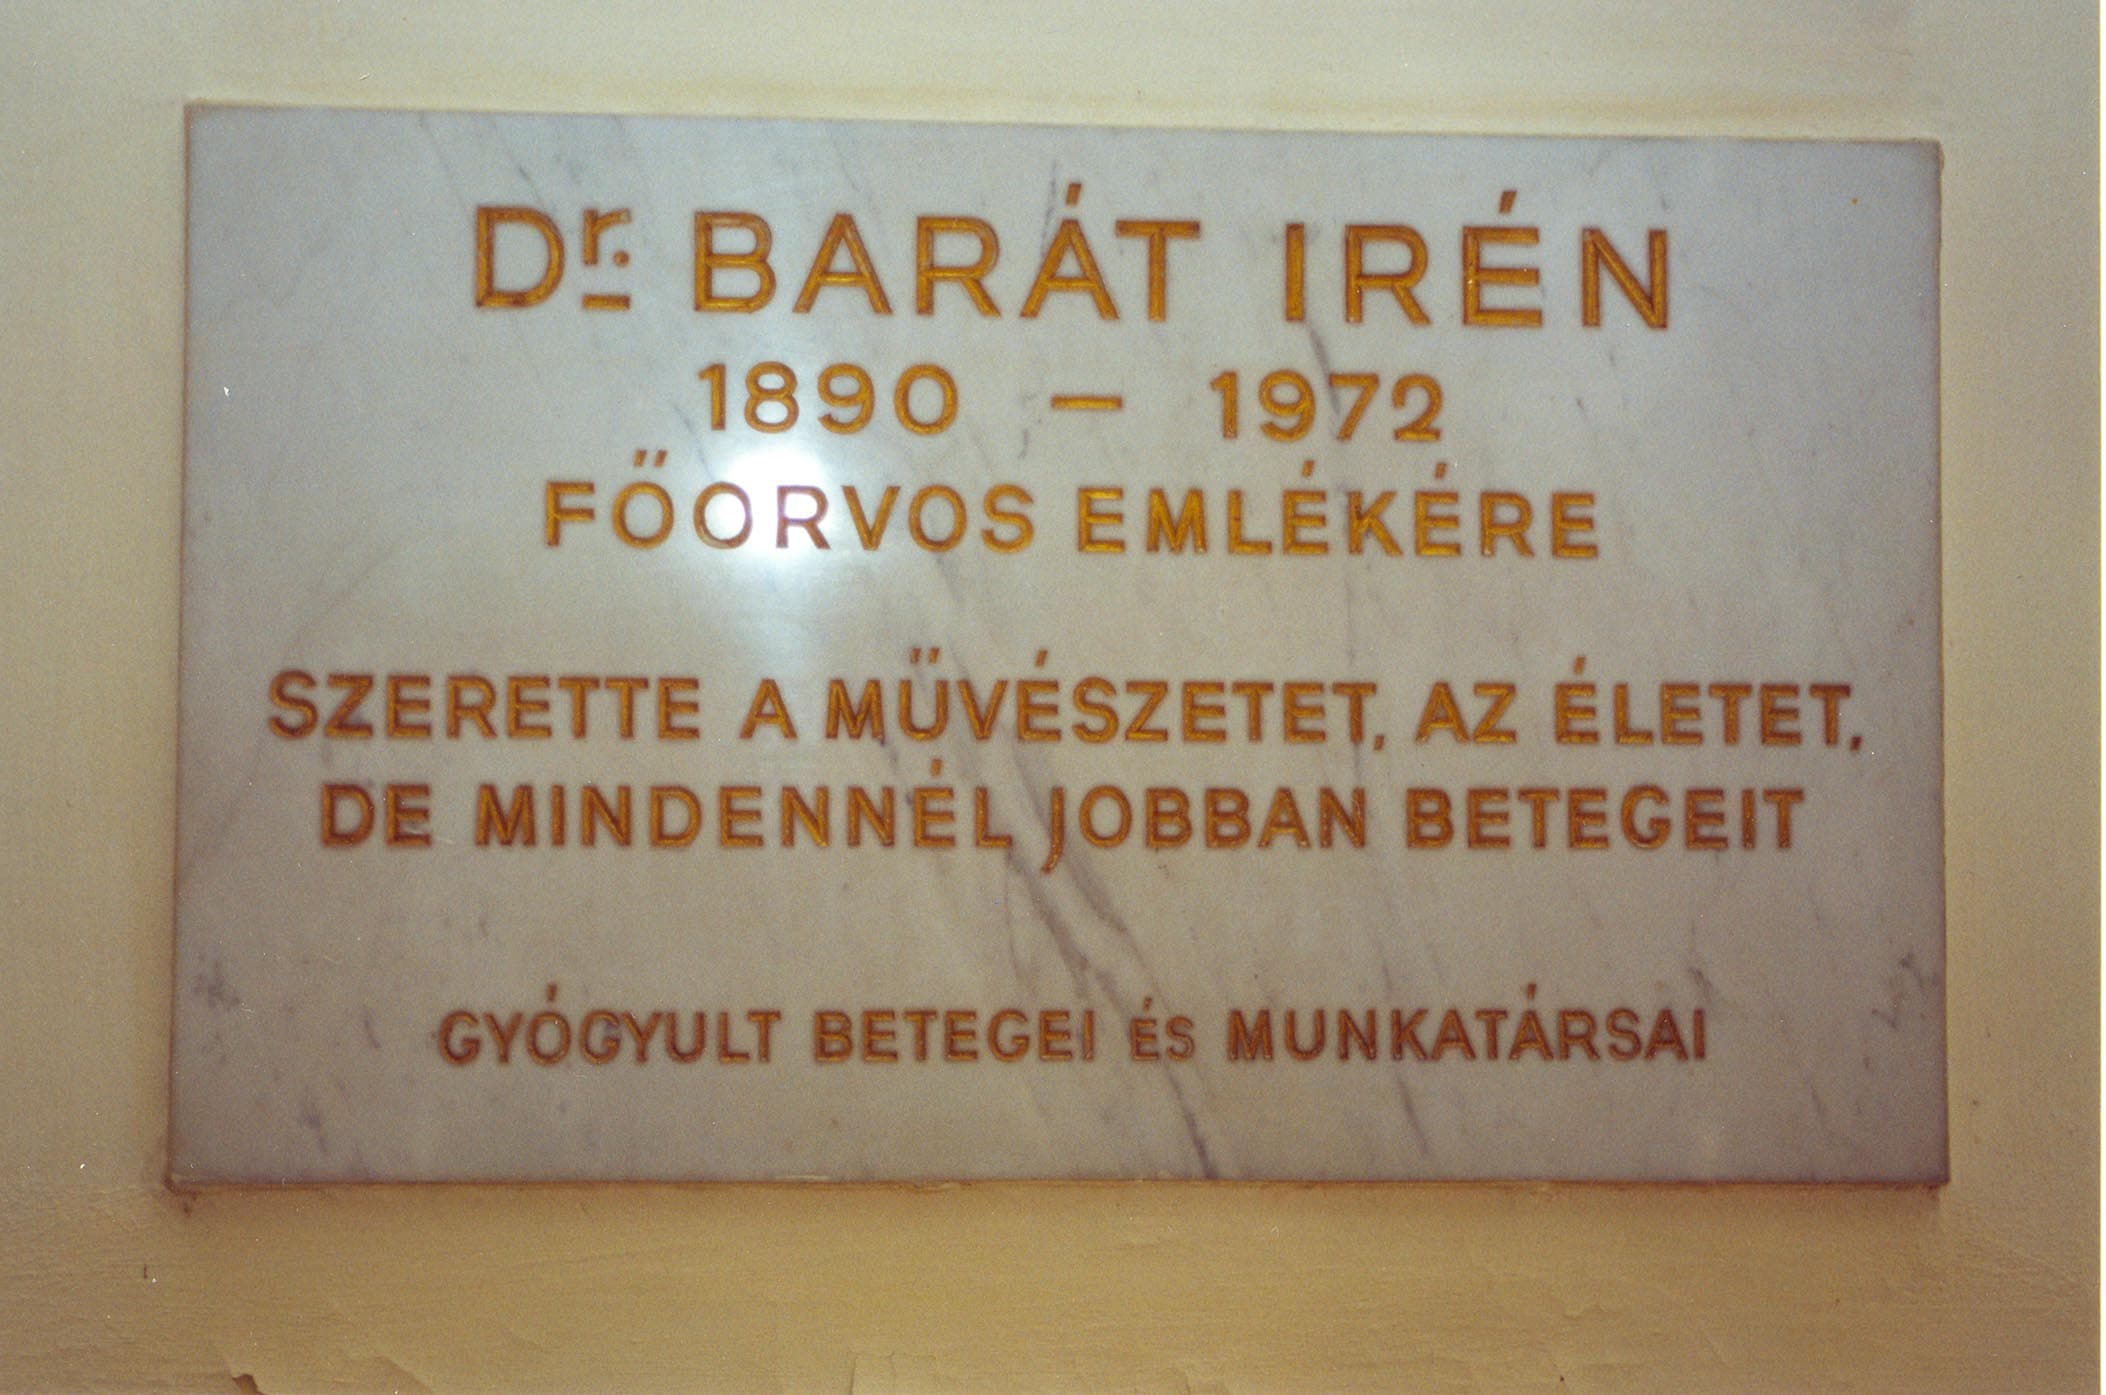 Dr. BARÁT IRÉN
1890 – 1972
FŐORVOS EMLÉKÉRE
SZERETTE A MŰVÉSZETET, AZ ÉLETET,
DE MINDENNÉL JOBBAN BETEGEIT
GYÓGYULT BETEGEI ÉS MUNKATÁRSAI